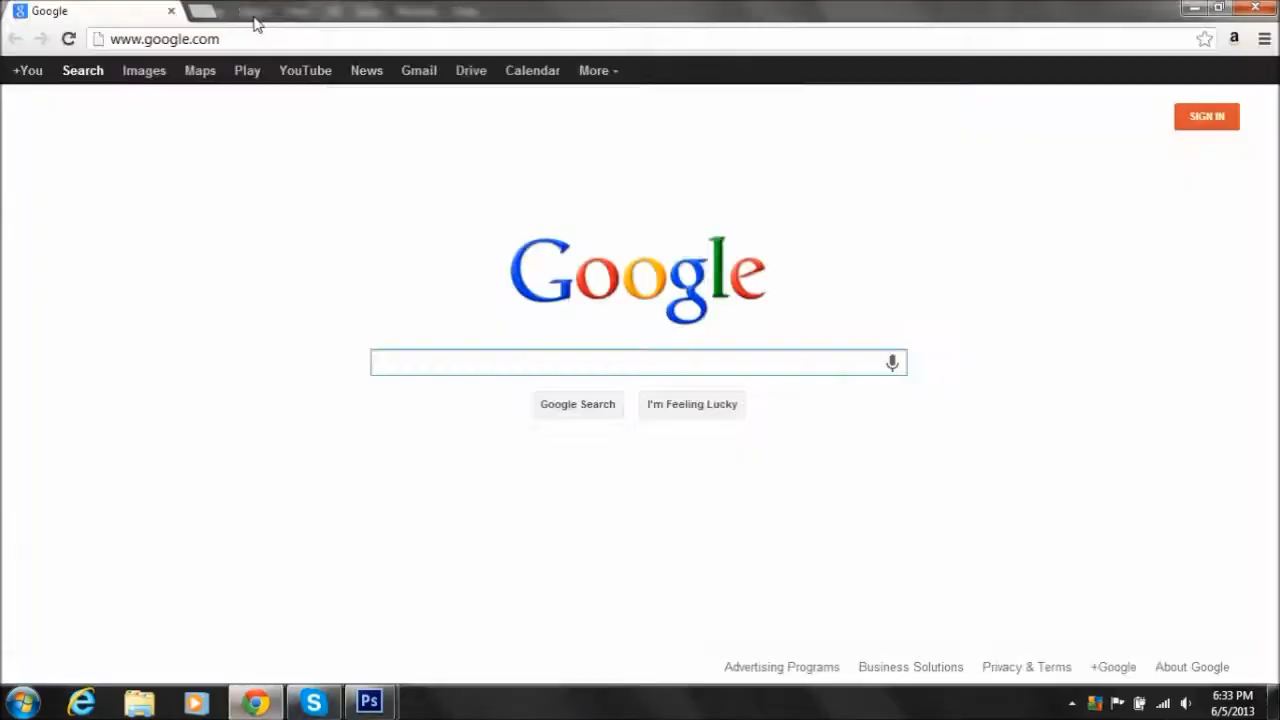 Google
www.google.com
+You Search Images Maps Play YouTube News Gmail Drive Calendar More
SIGN IN
Google
Google Search I'm Feeling Lucky
Advertising Programs Business Solutions Privacy & Terms +Google About Google
a
Ps
6:33 PM
6/5/2013